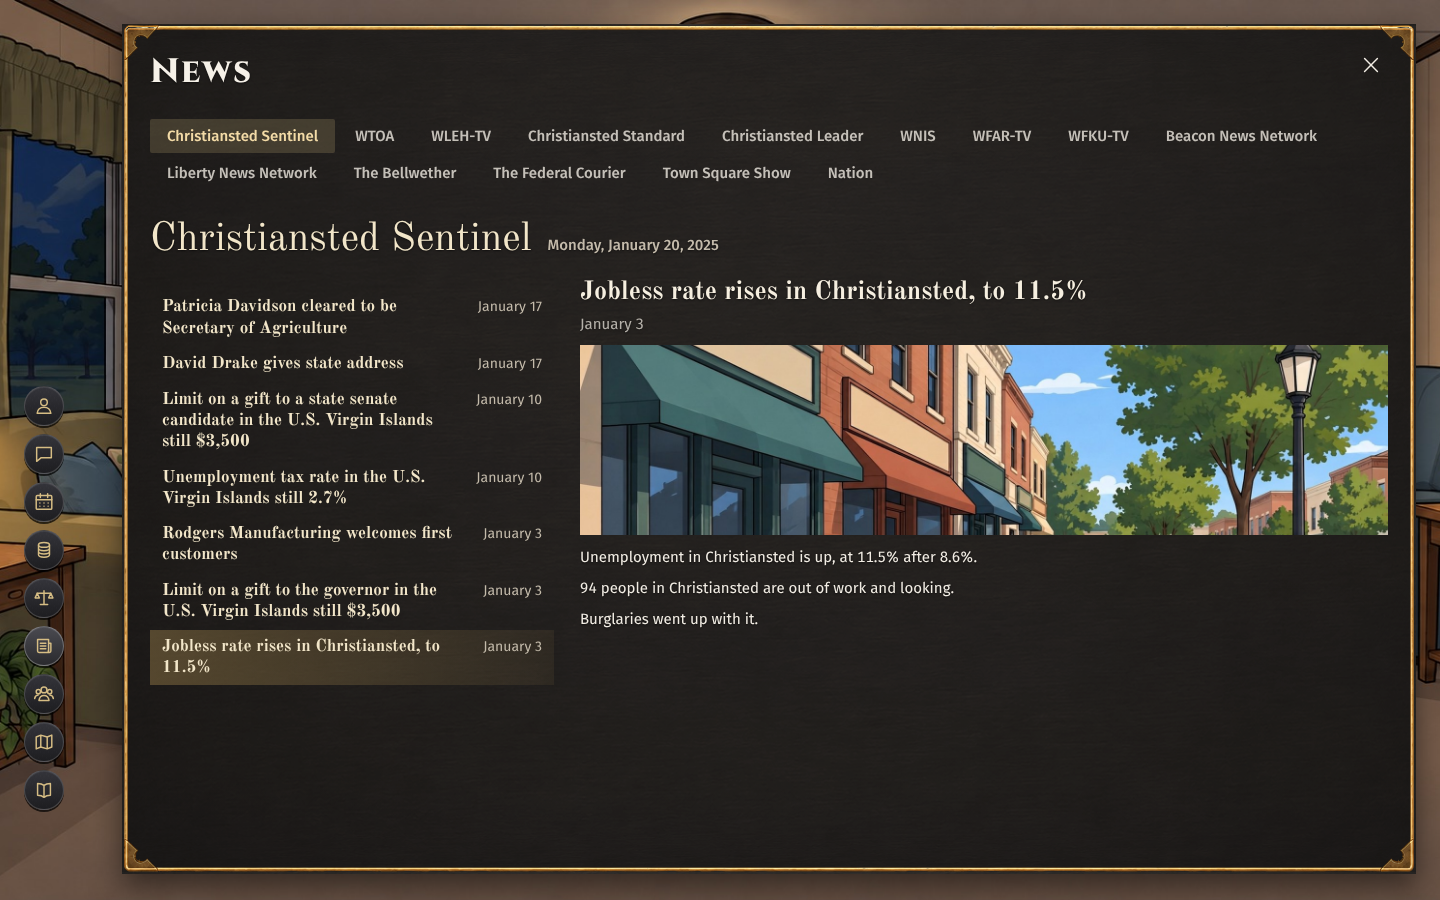 News
Christiansted Sentinel
WTOA
WLEH-TV
Christiansted Standard
Christiansted Leader
WNIS
WFAR-TV
WFKU-TV
Beacon News Network
Liberty News Network
The Bellwether
The Federal Courier
Town Square Show
Nation
Christiansted Sentinel Monday, January 20, 2025
Patricia Davidson cleared to be January 17
Secretary of Agriculture
David Drake gives state address January 17
Limit on a gift to a state senate January 10
candidate in the U.S. Virgin Islands
still $3,500
Unemployment tax rate in the U.S. January 10
Virgin Islands still 2.7%
Rodgers Manufacturing welcomes first January 3
customers
Limit on a gift to the governor in the January 3
U.S. Virgin Islands still $3,500
Jobless rate rises in Christiansted, to January 3
11.5%
Jobless rate rises in Christiansted, to 11.5%
January 3
Unemployment in Christiansted is up, at 11.5% after 8.6%.
94 people in Christiansted are out of work and looking.
Burglaries went up with it.